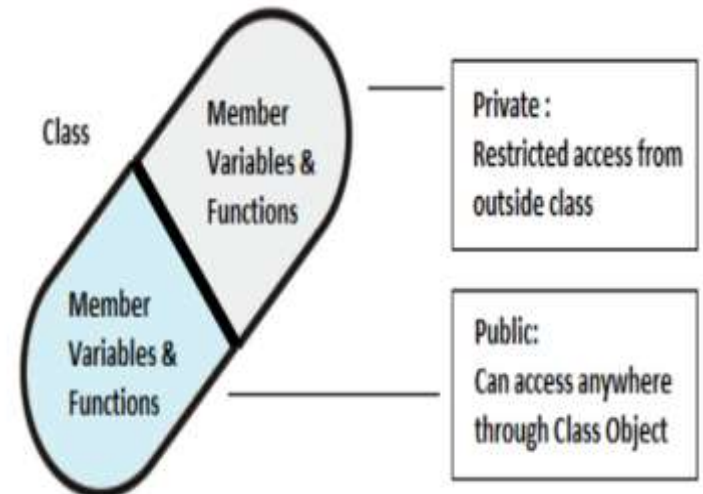 Class
Member
Variables &
Functions
Private :
Restricted access from
outside class
Member
Variables &
Functions
Public:
Can access anywhere
through Class Object